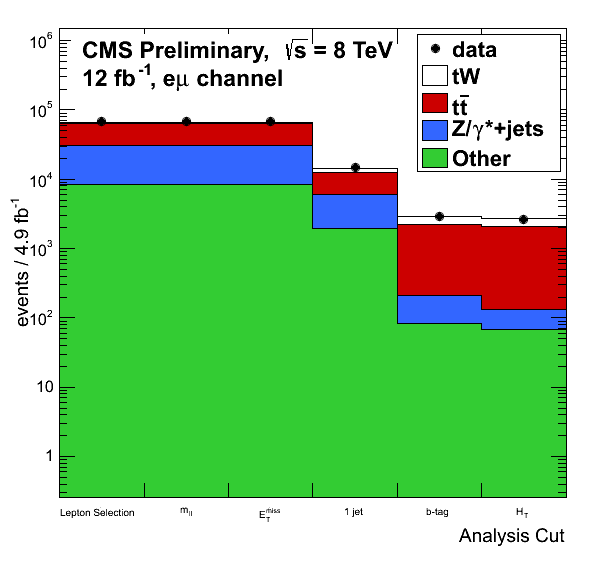 CMS Preliminary, √s = 8 TeV
12 fb⁻¹, eμ channel
data
tW
tt̄
Z/γ*+jets
Other
events / 4.9 fb⁻¹
10⁶
10⁵
10⁴
10³
10²
10
1
Lepton Selection m_ll E_T^miss 1 jet b-tag H_T
Analysis Cut